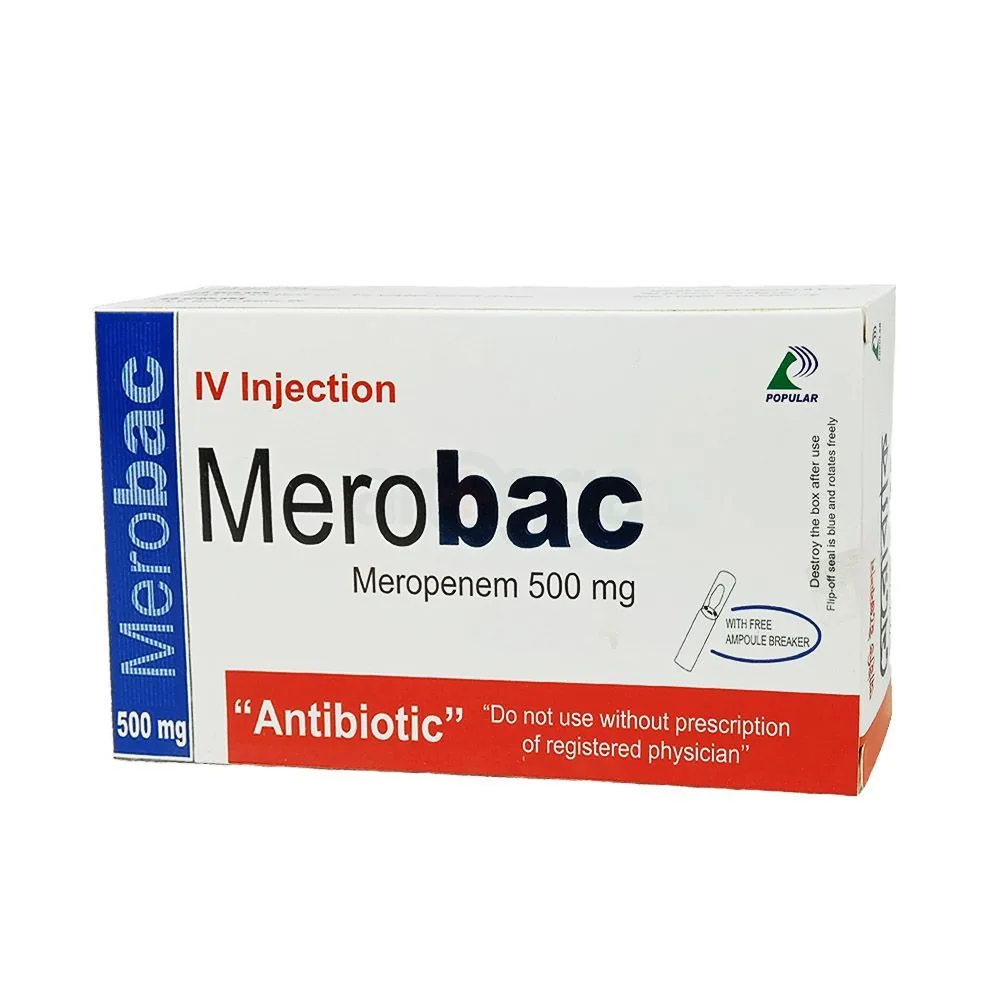 IV Injection
Merobac
Meropenem 500 mg
POPULAR
Destroy the box after use
Flip-off seal is blue and rotates freely
WITH FREE
AMPOULE BREAKER
"Antibiotic"
"Do not use without prescription
of registered physician"
Merobac
500 mg